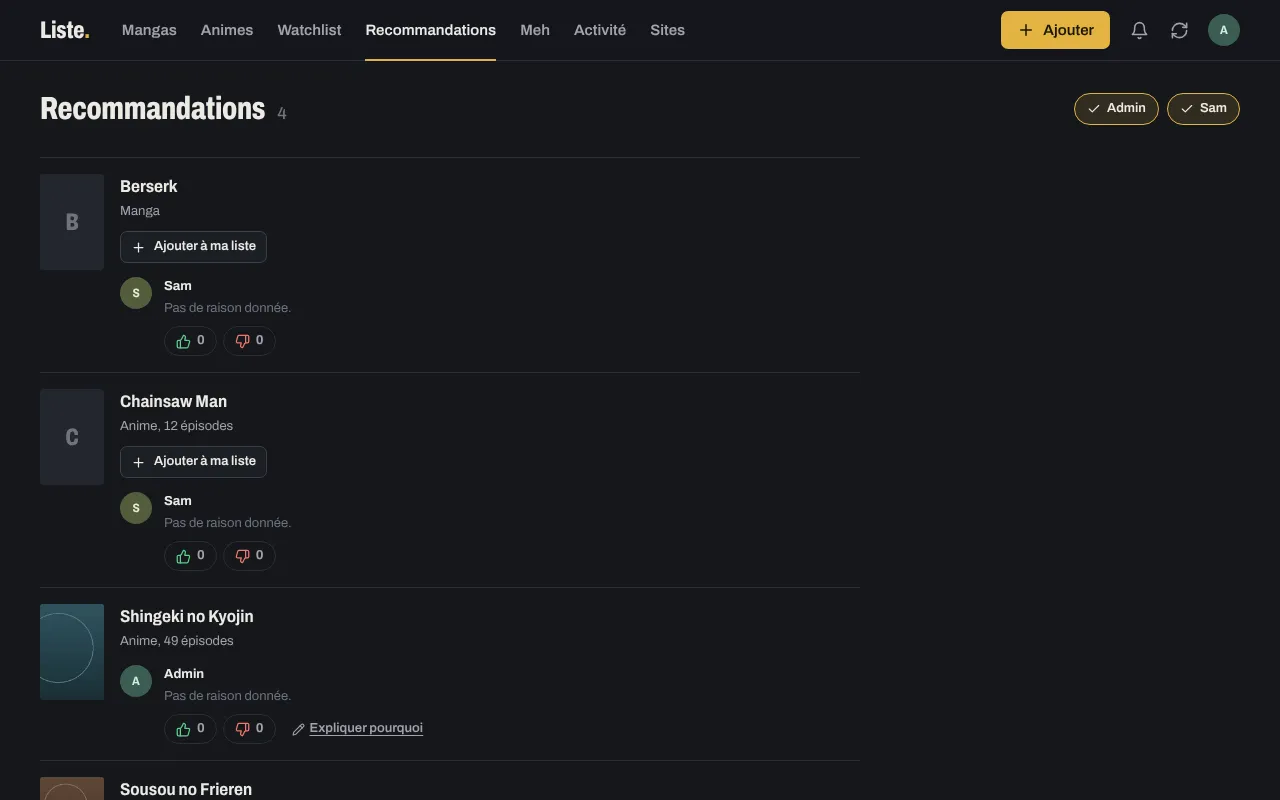 Liste. Mangas Animes Watchlist Recommandations Meh Activité Sites Ajouter A
Recommandations 4 Admin Sam
B
Berserk
Manga
Ajouter à ma liste
S Sam
Pas de raison donnée.
0 0
C
Chainsaw Man
Anime, 12 épisodes
Ajouter à ma liste
S Sam
Pas de raison donnée.
0 0
Shingeki no Kyojin
Anime, 49 épisodes
A Admin
Pas de raison donnée.
0 0 Expliquer pourquoi
Sousou no Frieren